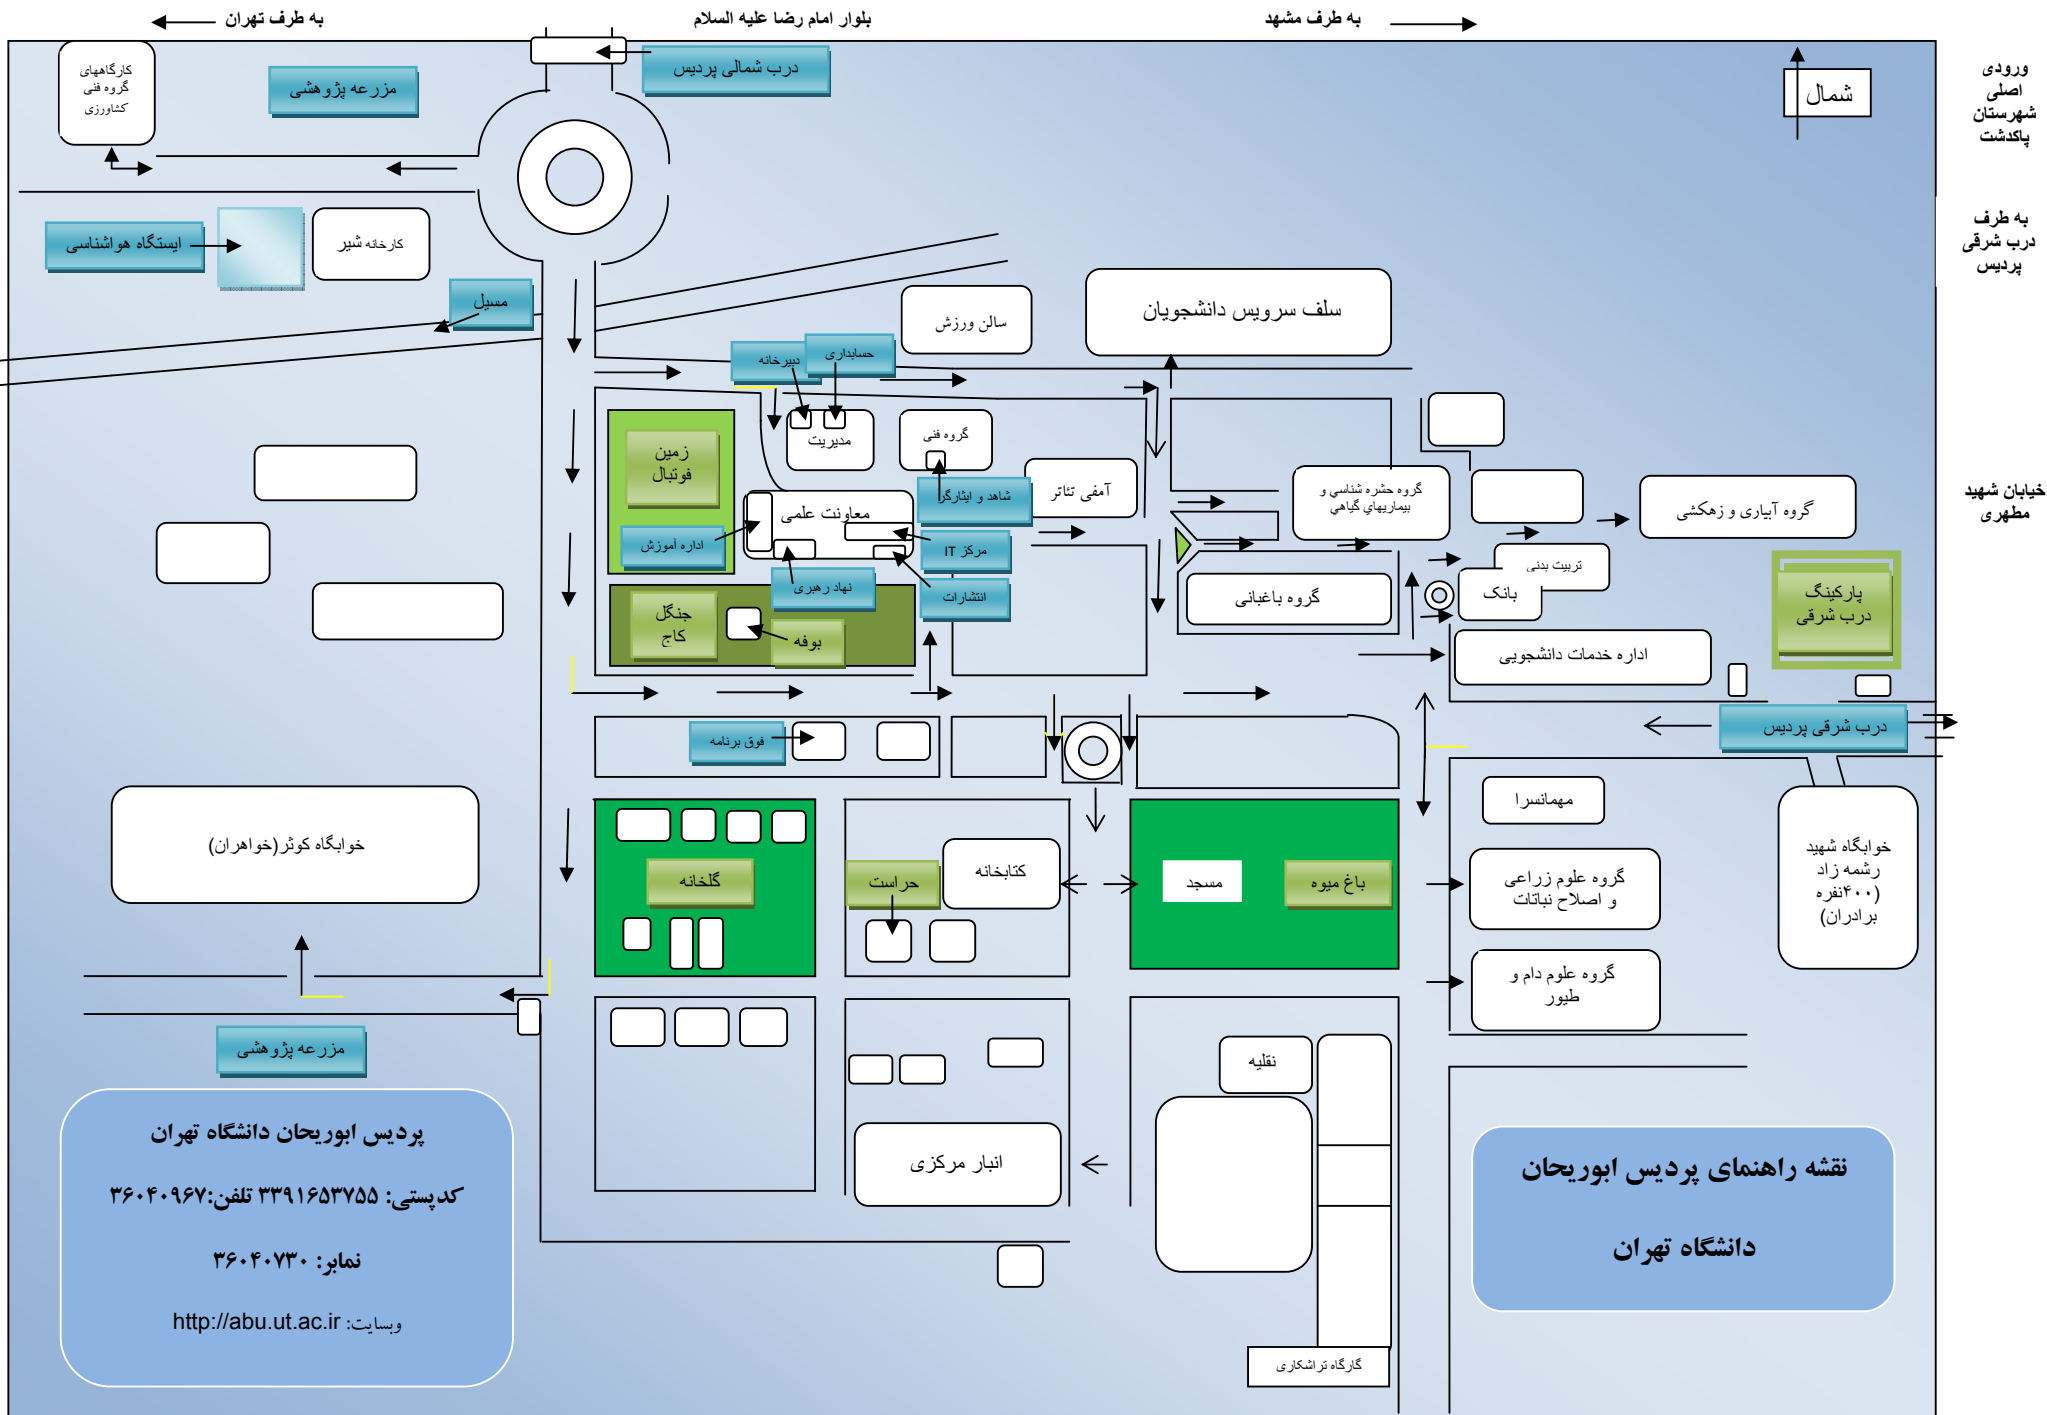 به طرف مشهد
بلوار امام رضا علیه السلام
به طرف تهران
ورودی
اصلی
شهرستان
پاکدشت
به طرف
درب شرقی
پردیس
خیابان شهید
مطهری
شمال
درب شمالی پردیس
مزرعه پژوهشی
کارگاههای
گروه فنی
کشاورزی
کارخانه شیر
ایستگاه هواشناسی
مسیل
سلف سرویس دانشجویان
سالن ورزش
حسابداری
دبیرخانه
مدیریت
گروه فنی
زمین
فوتبال
شاهد و ایثارگر
آمفی تئاتر
معاونت علمی
اداره آموزش
مرکز IT
نهاد رهبری
انتشارات
جنگل
کاج
بوفه
گروه حشره شناسي و
بيماريهاي گياهي
گروه آبیاری و زهکشی
تربیت بدنی
بانک
گروه باغبانی
پارکینگ
درب شرقی
اداره خدمات دانشجویی
درب شرقی پردیس
فوق برنامه
مهمانسرا
خوابگاه شهید
رشمه زاد
(۴۰۰نفره
برادران)
خوابگاه کوثر(خواهران)
گلخانه
حراست
کتابخانه
مسجد
باغ میوه
گروه علوم زراعی
و اصلاح نباتات
گروه علوم دام و
طیور
مزرعه پژوهشی
نقلیه
انبار مرکزی
گارگاه تراشکاری
پردیس ابوریحان دانشگاه تهران
کدپستی: ۳۳۹۱۶۵۳۷۵۵ تلفن:۳۶۰۴۰۹۶۷
نمابر: ۳۶۰۴۰۷۳۰
وبسایت: http://abu.ut.ac.ir
نقشه راهنمای پردیس ابوریحان
دانشگاه تهران